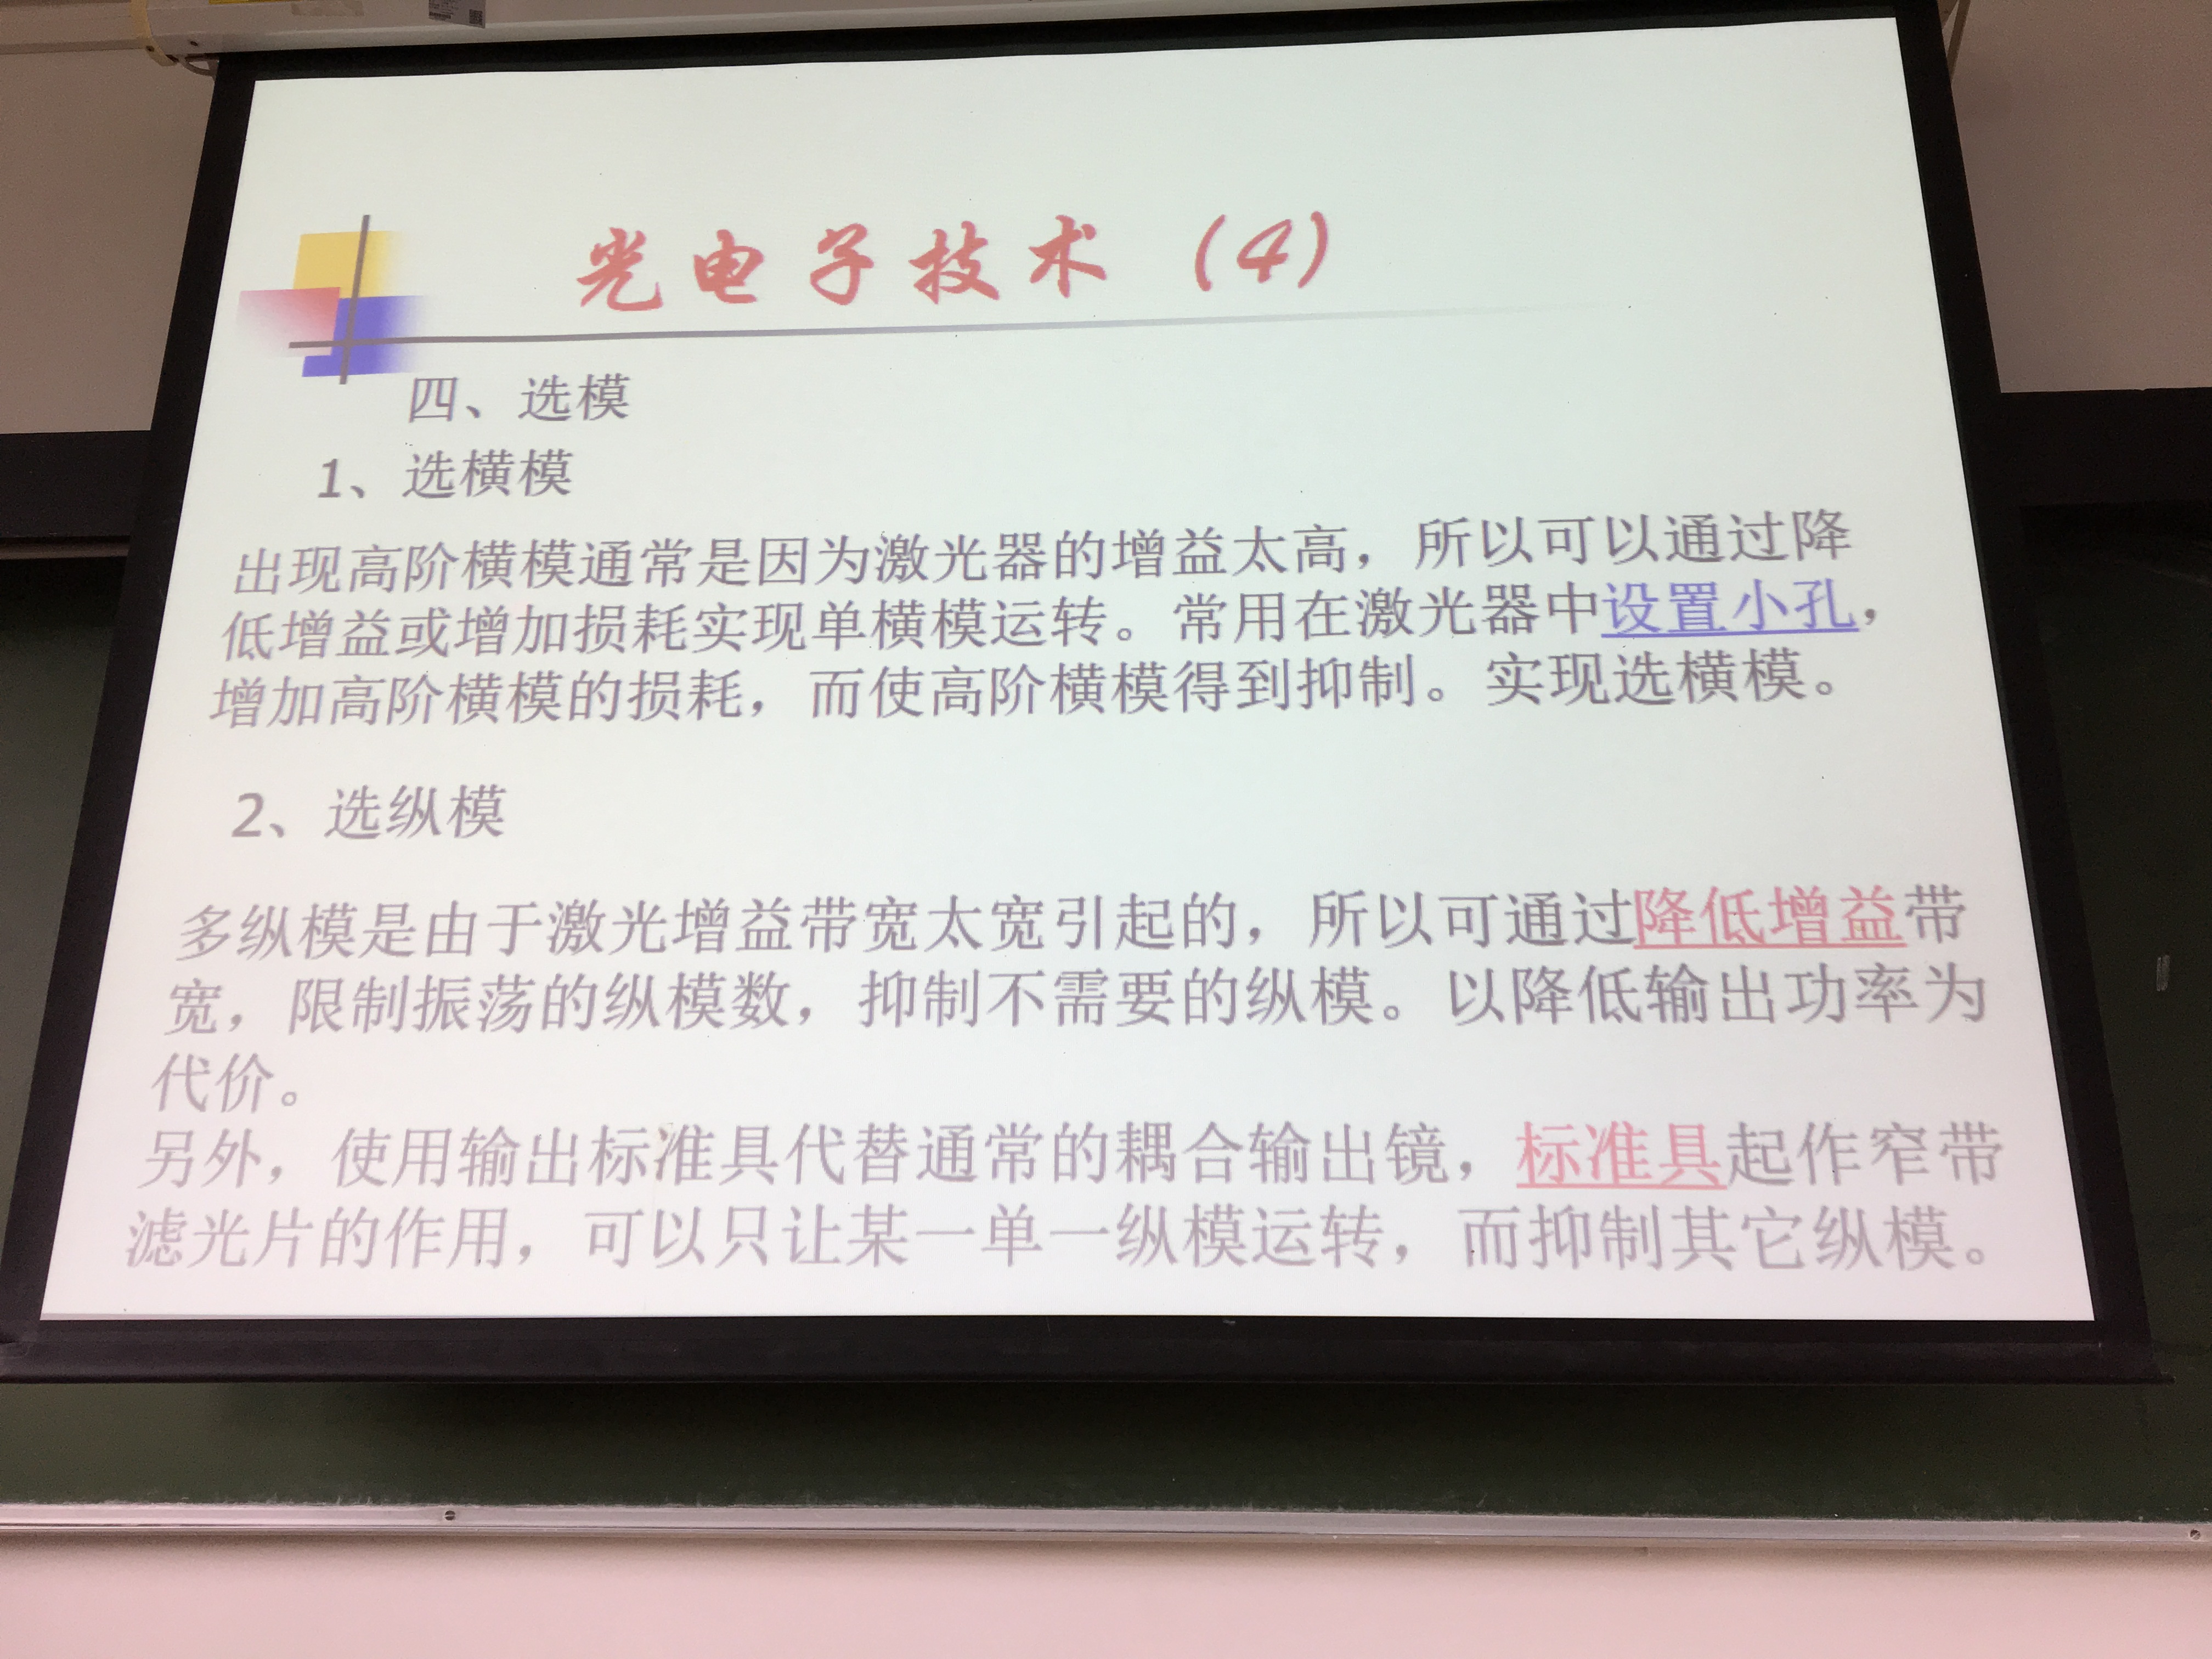 光电子技术（4）
四、选模
1、选横模
出现高阶横模通常是因为激光器的增益太高，所以可以通过降
低增益或增加损耗实现单横模运转。常用在激光器中设置小孔，
增加高阶横模的损耗，而使高阶横模得到抑制。实现选横模。
2、选纵模
多纵模是由于激光增益带宽太宽引起的，所以可通过降低增益带
宽，限制振荡的纵模数，抑制不需要的纵模。以降低输出功率为
代价。
另外，使用输出标准具代替通常的耦合输出镜，标准具起作窄带
滤光片的作用，可以只让某一单一纵模运转，而抑制其它纵模。